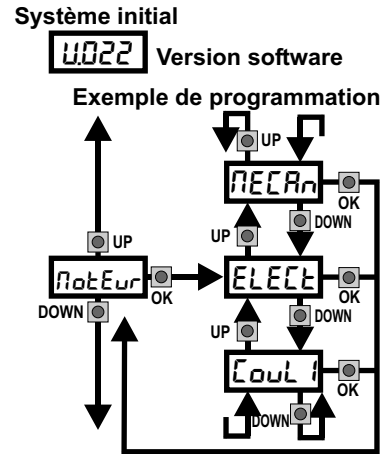 Système initial
U.022 Version software
Exemple de programmation
UP
MECAn
OK
DOWN
UP
UP
MotEur
OK
ELECt
OK
DOWN
DOWN
UP
CouL 1
OK
DOWN